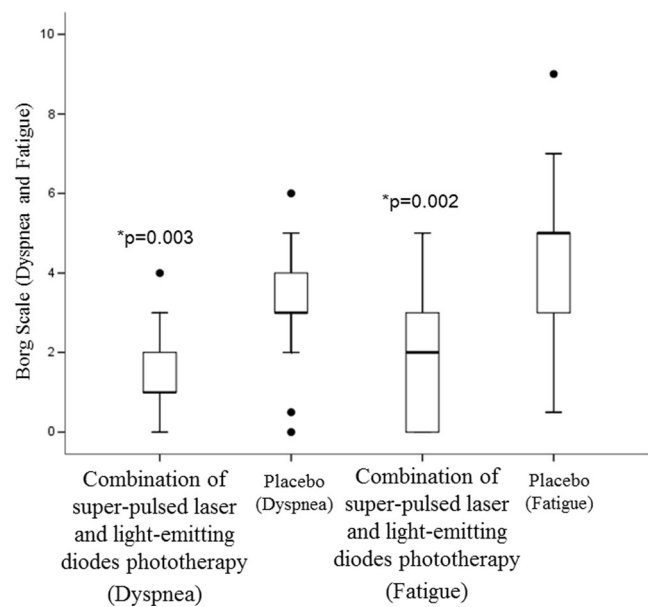 10
8
6
4
2
0
Borg Scale (Dyspnea and Fatigue)
*p=0.003
*p=0.002
Combination of
super-pulsed laser
and light-emitting
diodes phototherapy
(Dyspnea)
Placebo
(Dyspnea)
Combination of
super-pulsed laser
and light-emitting
diodes phototherapy
(Fatigue)
Placebo
(Fatigue)